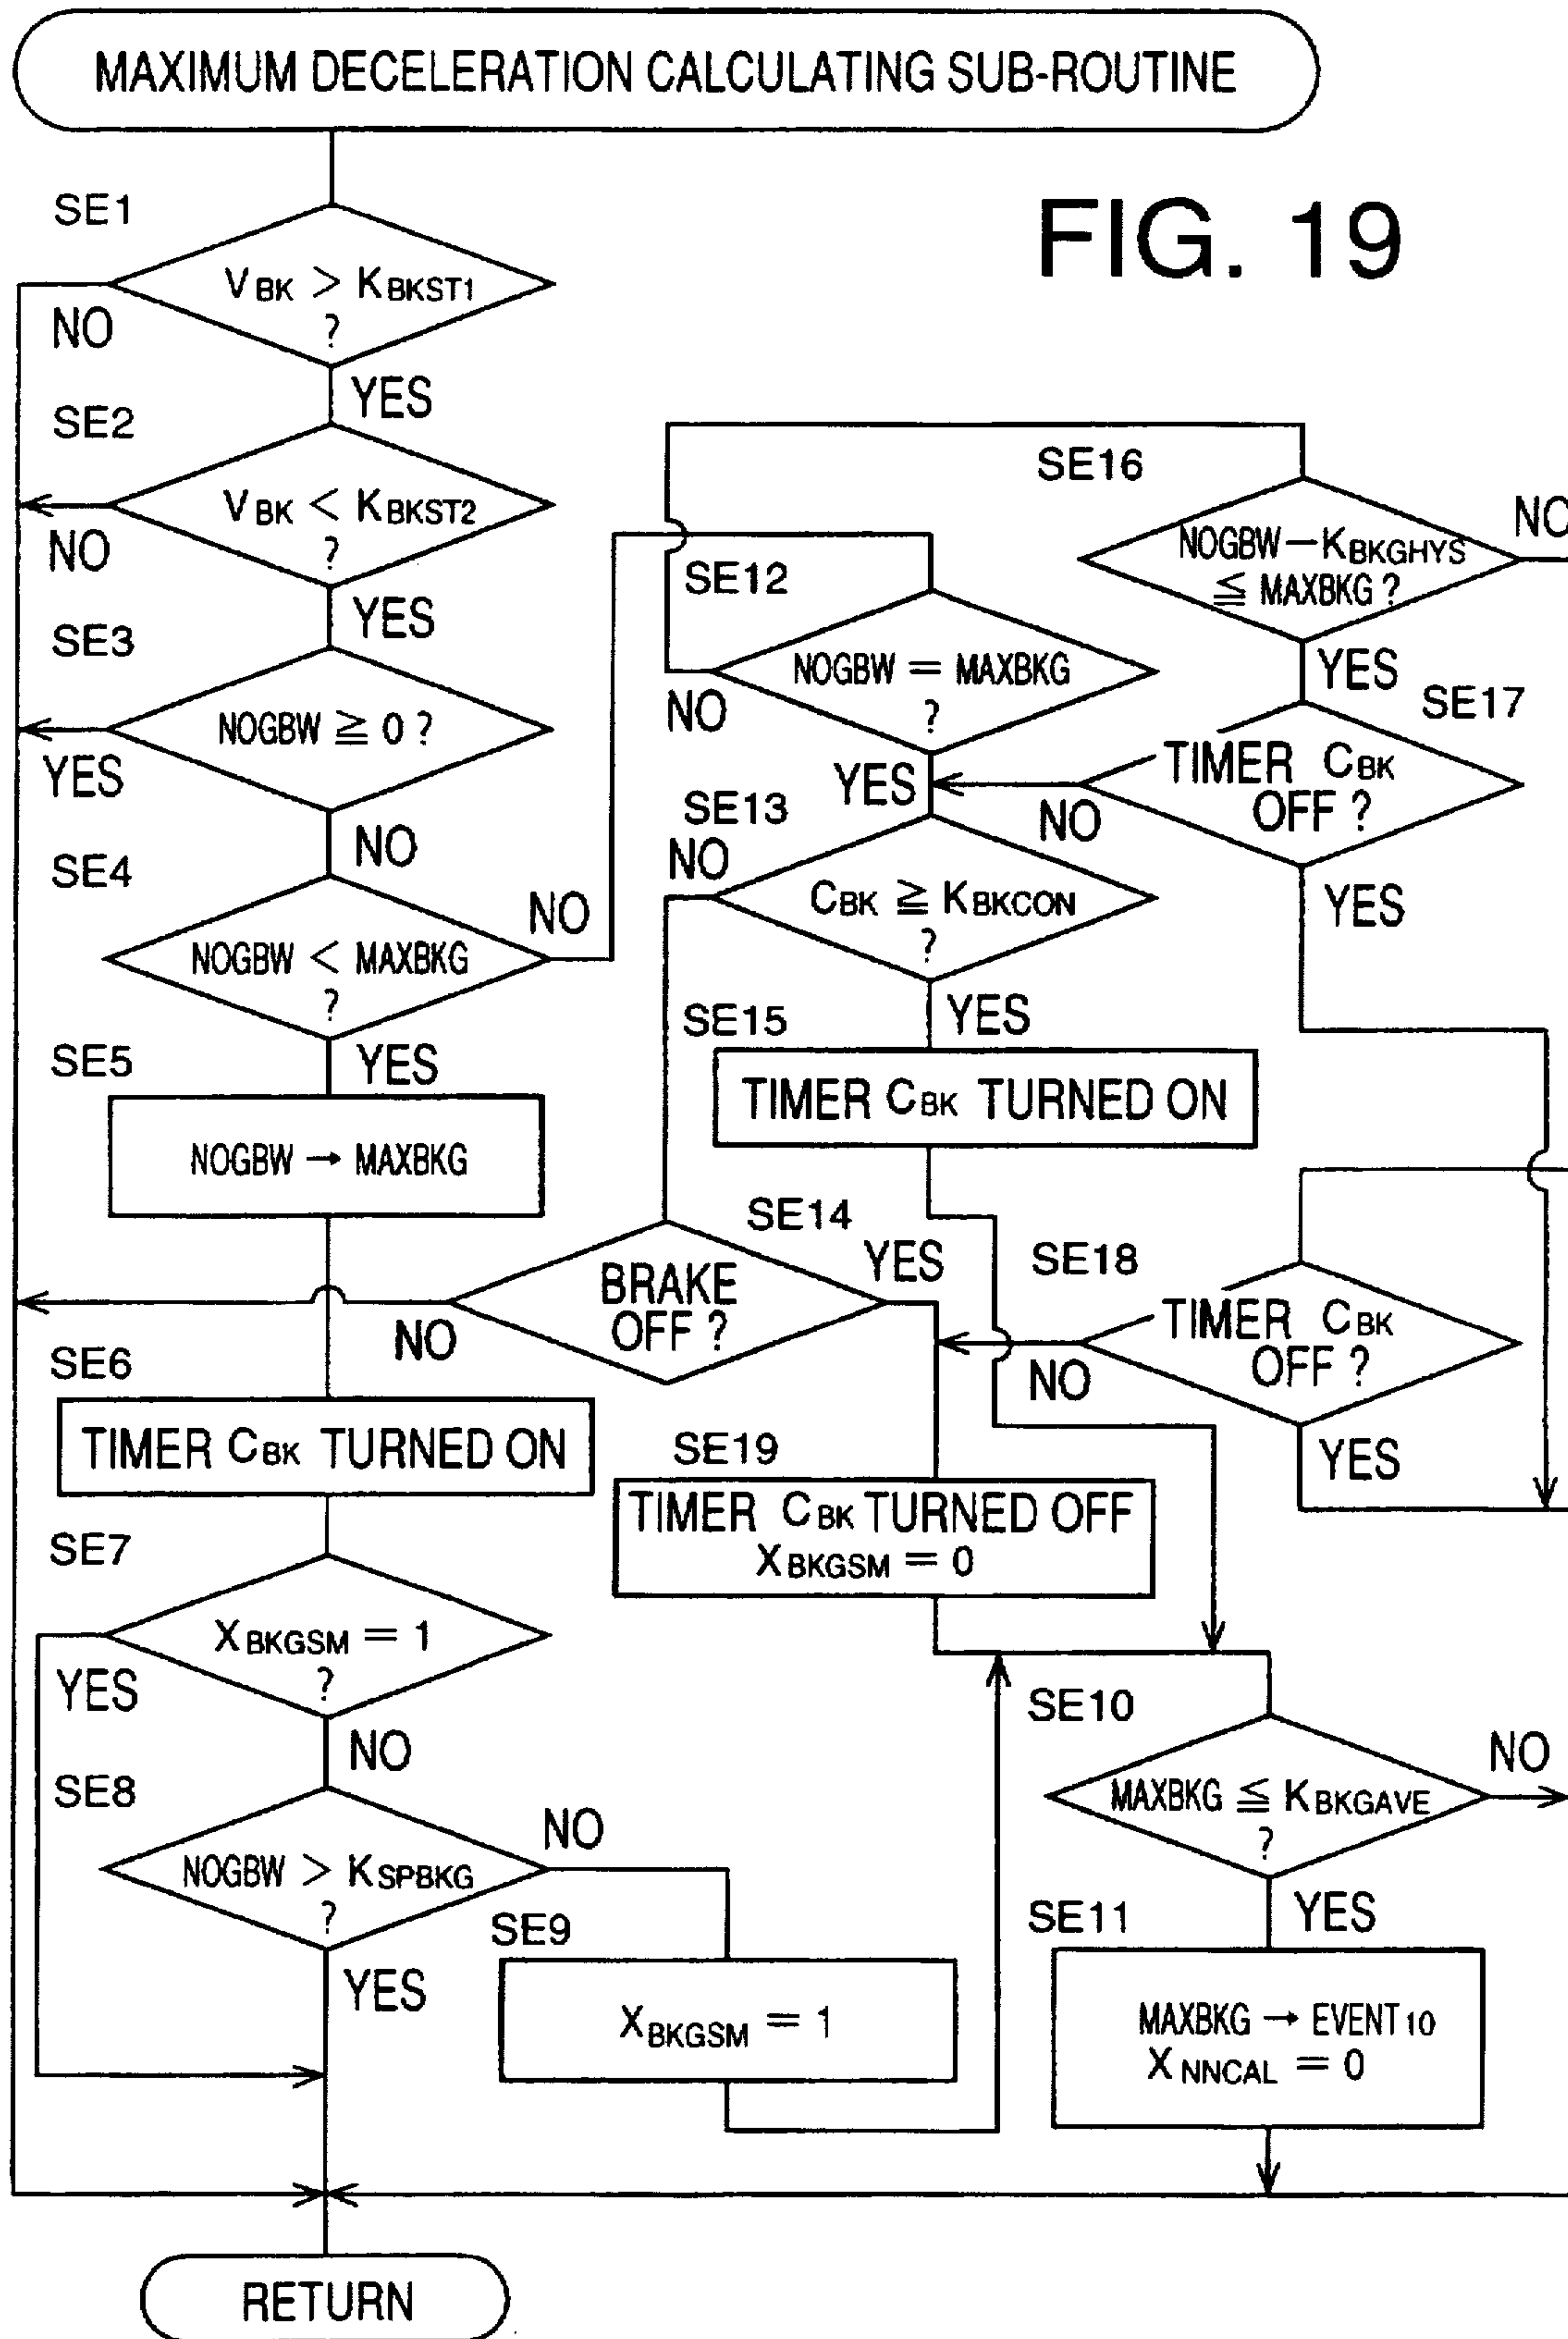 MAXIMUM DECELERATION CALCULATING SUB-ROUTINE
FIG. 19
SE1
VBK > KBKST1
?
NO
YES
SE2
VBK < KBKST2
?
NO
YES
SE3
NOGBW ≧ 0 ?
YES
NO
SE4
NOGBW < MAXBKG
?
NO
YES
SE5
NOGBW → MAXBKG
SE6
TIMER CBK TURNED ON
SE7
XBKGSM = 1
?
YES
NO
SE8
NOGBW > KSPBKG
?
NO
YES
SE9
XBKGSM = 1
SE10
MAXBKG ≦ KBKGAVE
?
NO
YES
SE11
MAXBKG → EVENT10
XNNCAL = 0
SE12
NOGBW = MAXBKG
?
NO
YES
SE13
CBK ≧ KBKCON
?
NO
YES
SE14
BRAKE
OFF ?
YES
NO
SE15
TIMER CBK TURNED ON
SE16
NOGBW－KBKGHYS
≦ MAXBKG ?
NO
YES
SE17
TIMER CBK
OFF ?
NO
YES
SE18
TIMER CBK
OFF ?
NO
YES
SE19
TIMER CBK TURNED OFF
XBKGSM = 0
RETURN